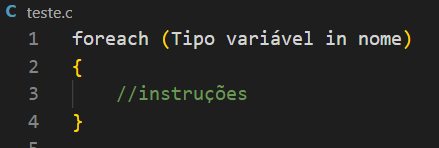 C teste.c
1 foreach (Tipo variável in nome)
2 {
3 //instruções
4 }
5